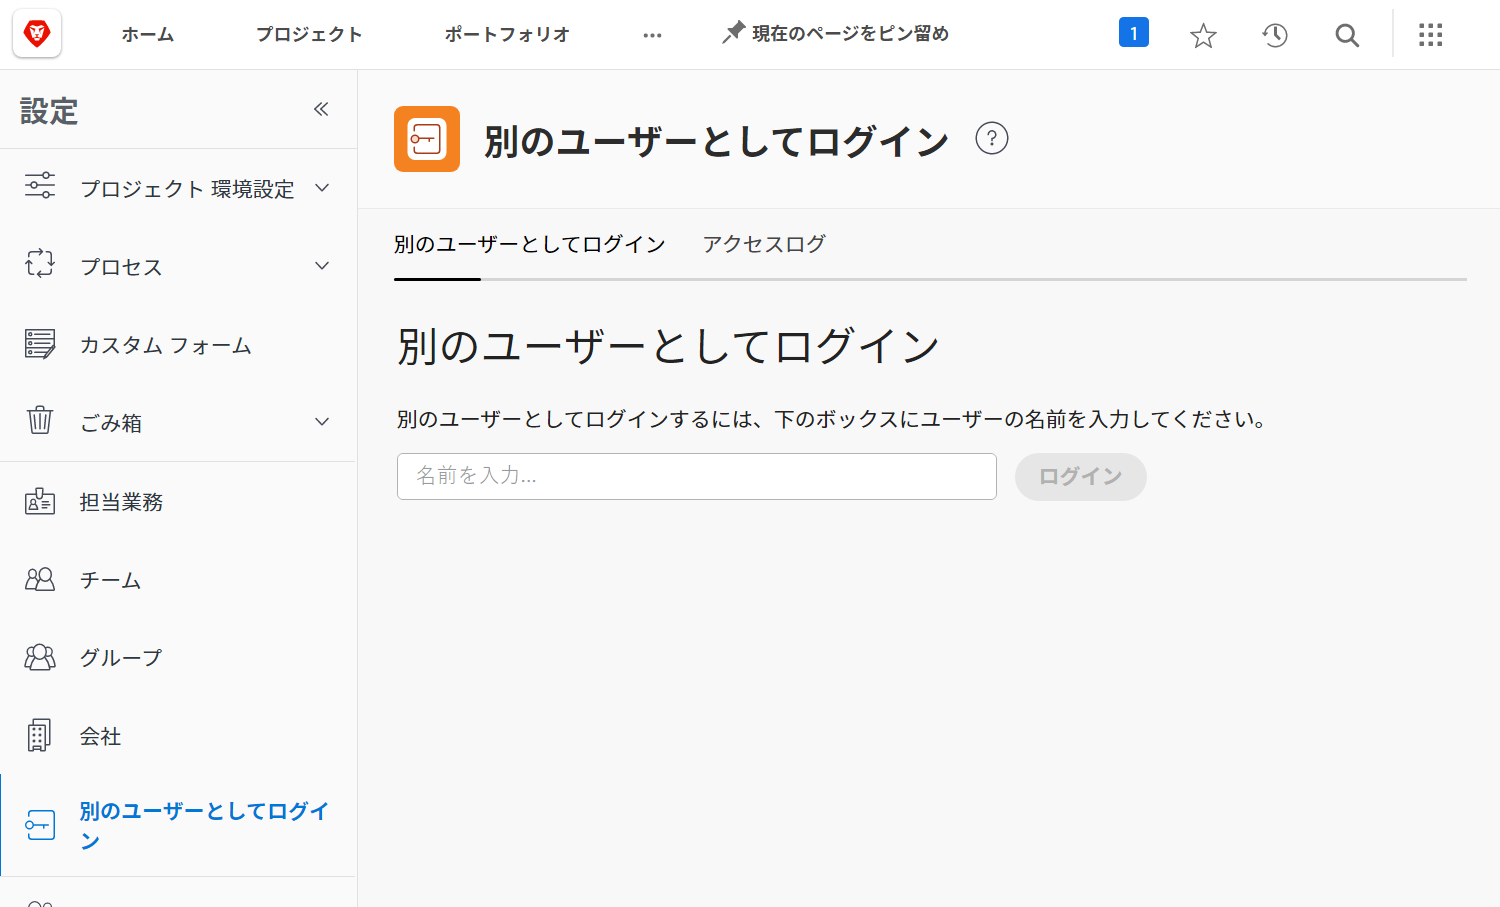 ホーム プロジェクト ポートフォリオ ••• 現在のページをピン留め 1
設定
プロジェクト 環境設定
プロセス
カスタム フォーム
ごみ箱
担当業務
チーム
グループ
会社
別のユーザーとしてログイ
ン
別のユーザーとしてログイン ?
別のユーザーとしてログイン アクセスログ
別のユーザーとしてログイン
別のユーザーとしてログインするには、下のボックスにユーザーの名前を入力してください。
名前を入力... ログイン